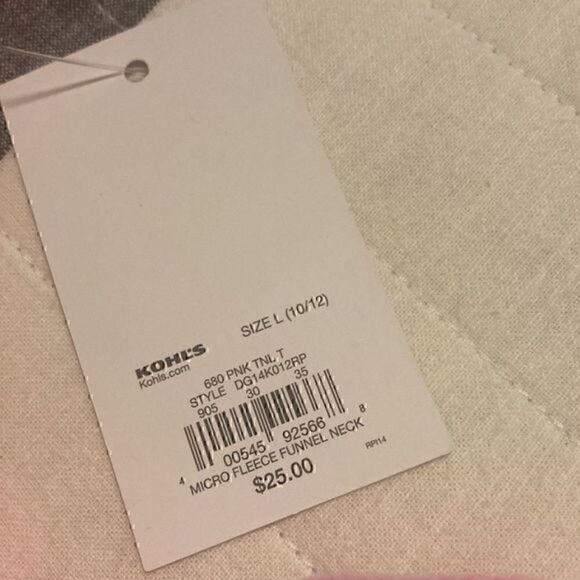 SIZE L (10/12)
KOHL'S
Kohls.com
680 PNK TNL T
STYLE DG14K012RP
905 30 35
4 00545 92566 8
MICRO FLEECE FUNNEL NECK
RPI14
$25.00